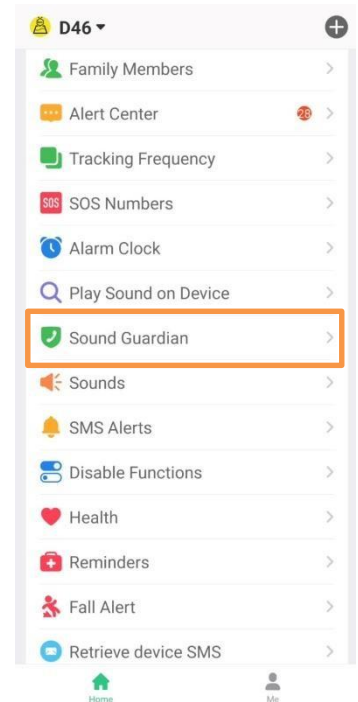 D46
Family Members
Alert Center 28
Tracking Frequency
SOS SOS Numbers
Alarm Clock
Play Sound on Device
Sound Guardian
Sounds
SMS Alerts
Disable Functions
Health
Reminders
Fall Alert
Retrieve device SMS
Home Me